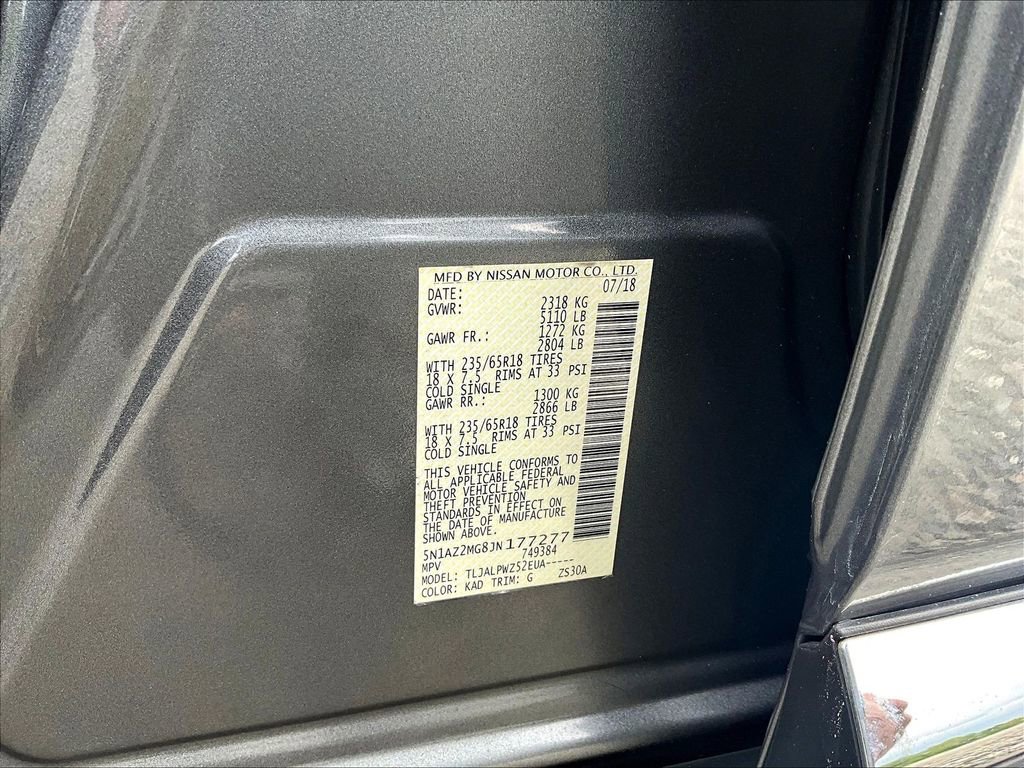 MFD BY NISSAN MOTOR CO., LTD.
DATE: 07/18
GVWR: 2318 KG
5110 LB
GAWR FR.: 1272 KG
2804 LB
WITH 235/65R18 TIRES
18 X 7.5 RIMS AT 33 PSI
COLD SINGLE
GAWR RR.: 1300 KG
2866 LB
WITH 235/65R18 TIRES
18 X 7.5 RIMS AT 33 PSI
COLD SINGLE
THIS VEHICLE CONFORMS TO
ALL APPLICABLE FEDERAL
MOTOR VEHICLE SAFETY AND
THEFT PREVENTION
STANDARDS IN EFFECT ON
THE DATE OF MANUFACTURE
SHOWN ABOVE.
5N1AZ2MG8JN177277
MPV 749384
MODEL: TLJALPWZ52EUA-----
COLOR: KAD TRIM: G ZS30A